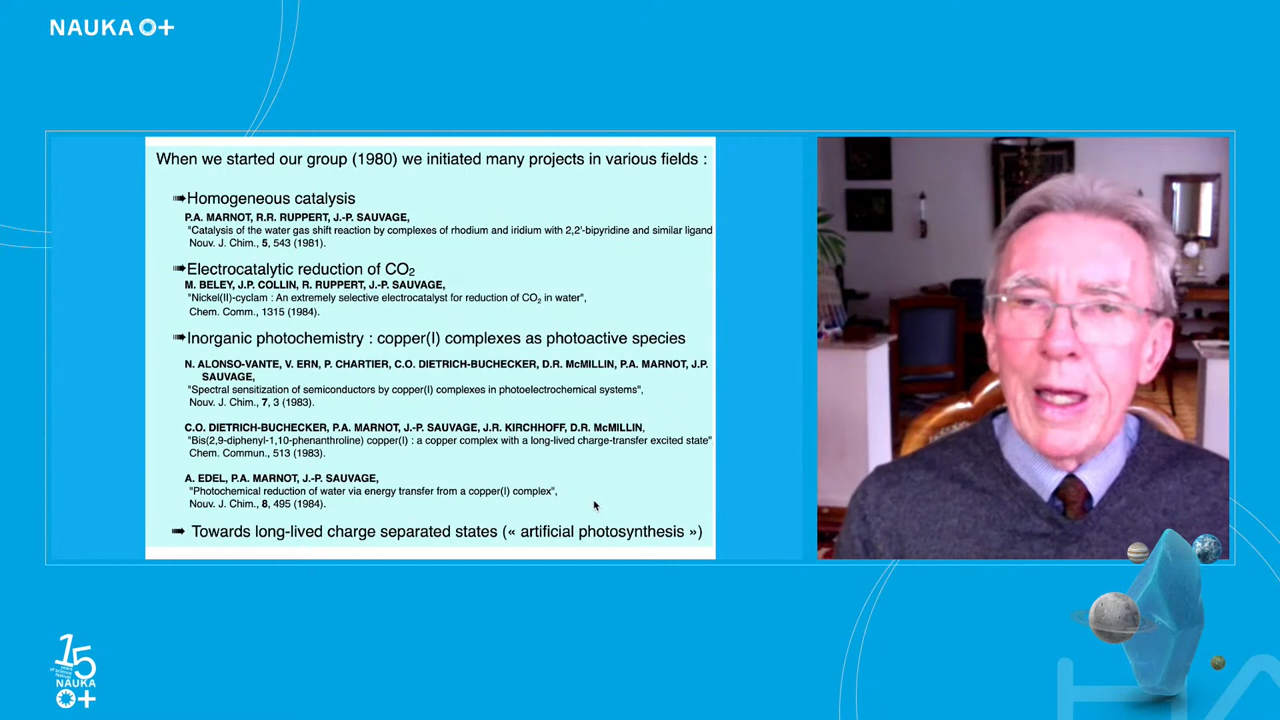 NAUKA 0+
When we started our group (1980) we initiated many projects in various fields :
➠Homogeneous catalysis
P.A. MARNOT, R.R. RUPPERT, J.-P. SAUVAGE,
"Catalysis of the water gas shift reaction by complexes of rhodium and iridium with 2,2'-bipyridine and similar ligand
Nouv. J. Chim., 5, 543 (1981).
➠Electrocatalytic reduction of CO₂
M. BELEY, J.P. COLLIN, R. RUPPERT, J.-P. SAUVAGE,
"Nickel(II)-cyclam : An extremely selective electrocatalyst for reduction of CO₂ in water",
Chem. Comm., 1315 (1984).
➠Inorganic photochemistry : copper(I) complexes as photoactive species
N. ALONSO-VANTE, V. ERN, P. CHARTIER, C.O. DIETRICH-BUCHECKER, D.R. McMILLIN, P.A. MARNOT, J.P.
SAUVAGE,
"Spectral sensitization of semiconductors by copper(I) complexes in photoelectrochemical systems",
Nouv. J. Chim., 7, 3 (1983).
C.O. DIETRICH-BUCHECKER, P.A. MARNOT, J.-P. SAUVAGE, J.R. KIRCHHOFF, D.R. McMILLIN,
"Bis(2,9-diphenyl-1,10-phenanthroline) copper(I) : a copper complex with a long-lived charge-transfer excited state"
Chem. Commun., 513 (1983).
A. EDEL, P.A. MARNOT, J.-P. SAUVAGE,
"Photochemical reduction of water via energy transfer from a copper(I) complex",
Nouv. J. Chim., 8, 495 (1984).
➠ Towards long-lived charge separated states (« artificial photosynthesis »)
15
years
of science
festival
NAUKA
0+